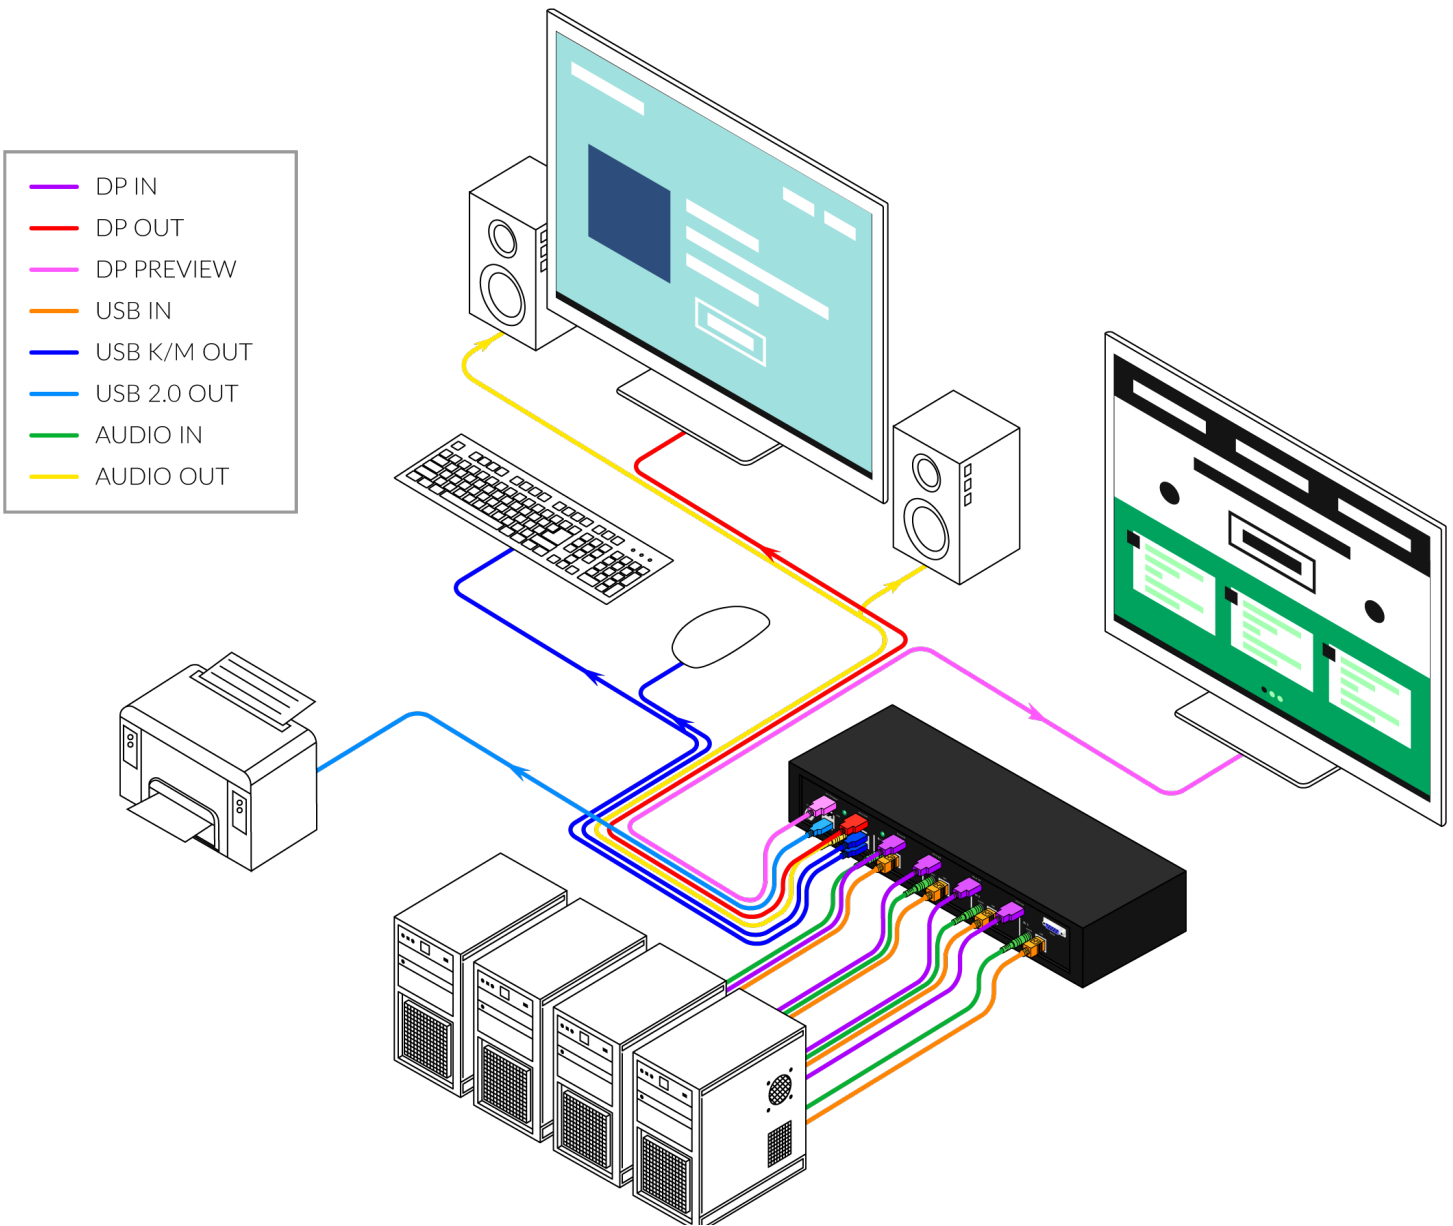 DP IN
DP OUT
DP PREVIEW
USB IN
USB K/M OUT
USB 2.0 OUT
AUDIO IN
AUDIO OUT